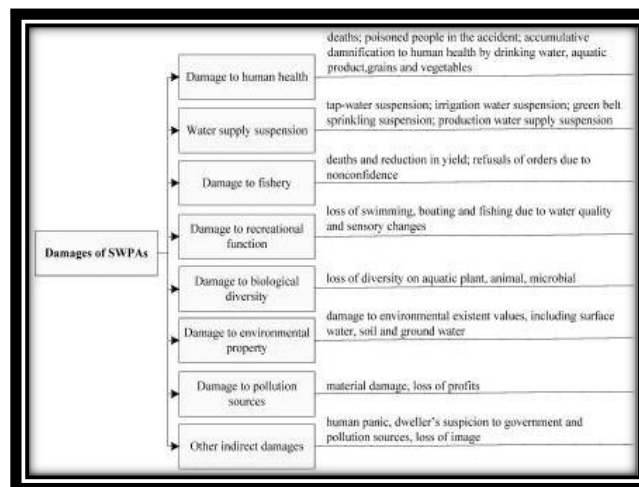 deaths; poisoned people in the accident; accumulative
damnification to human health by drinking water, aquatic
product,grains and vegetables
Damage to human health
tap-water suspension; irrigation water suspension; green belt
sprinkling suspension; production water supply suspension
Water supply suspension
deaths and reduction in yield; refusals of orders due to
nonconfidence
Damage to fishery
loss of swimming, boating and fishing due to water quality
and sensory changes
Damage to recreational
function
Damages of SWPAs
Damage to biological
diversity
loss of diversity on aquatic plant, animal, microbial
damage to environmental existent values, including surface
water, soil and ground water
Damage to environmental
property
Damage to pollution
sources
material damage, loss of profits
human panic, dweller's suspicion to government and
pollution sources, loss of image
Other indirect damages